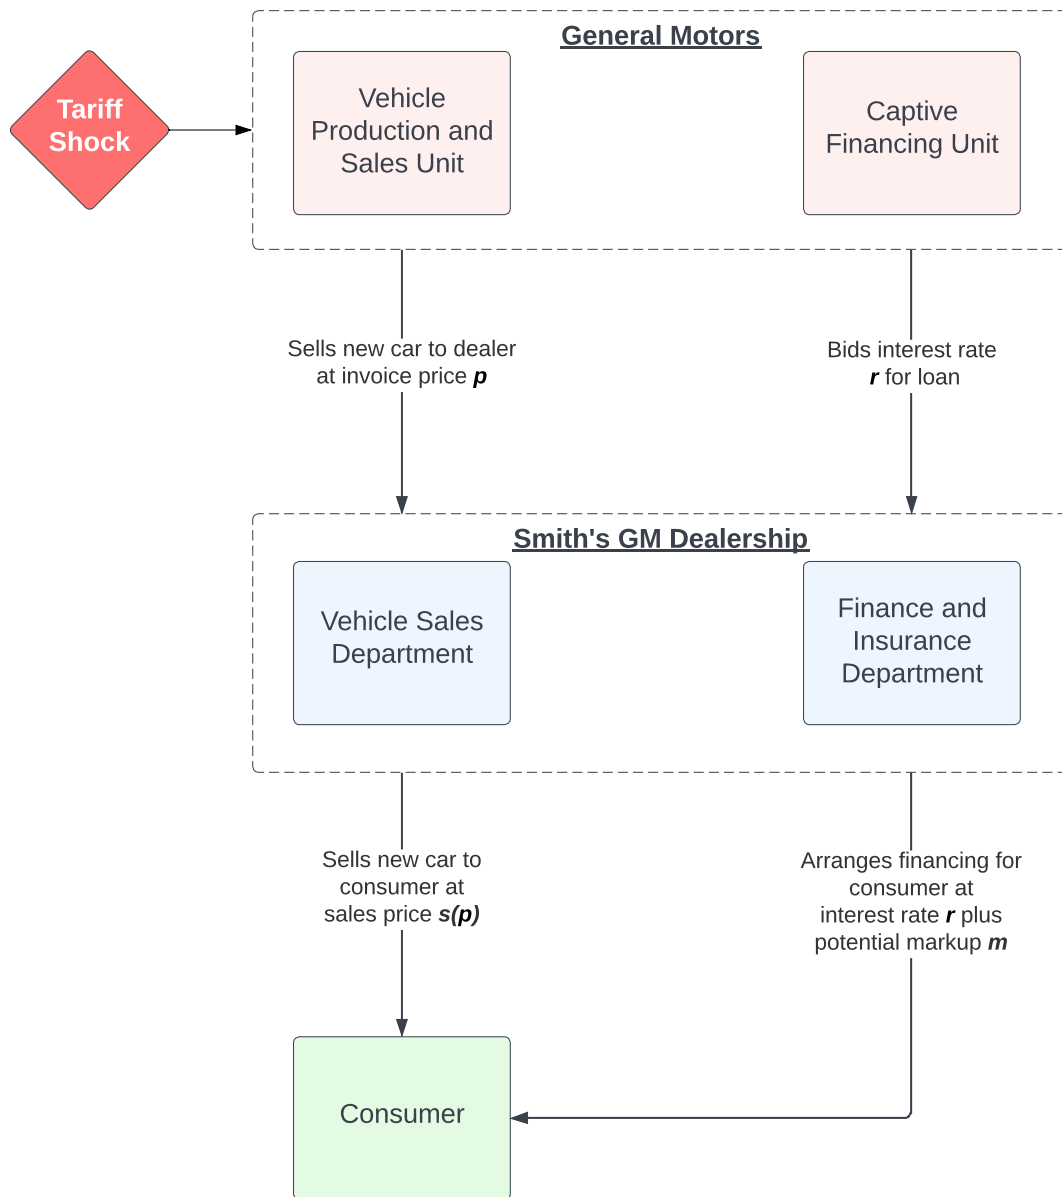 General Motors
Tariff
Shock
Vehicle
Production and
Sales Unit
Captive
Financing Unit
Sells new car to dealer
at invoice price p
Bids interest rate
r for loan
Smith's GM Dealership
Vehicle Sales
Department
Finance and
Insurance
Department
Sells new car to
consumer at
sales price s(p)
Arranges financing for
consumer at
interest rate r plus
potential markup m
Consumer